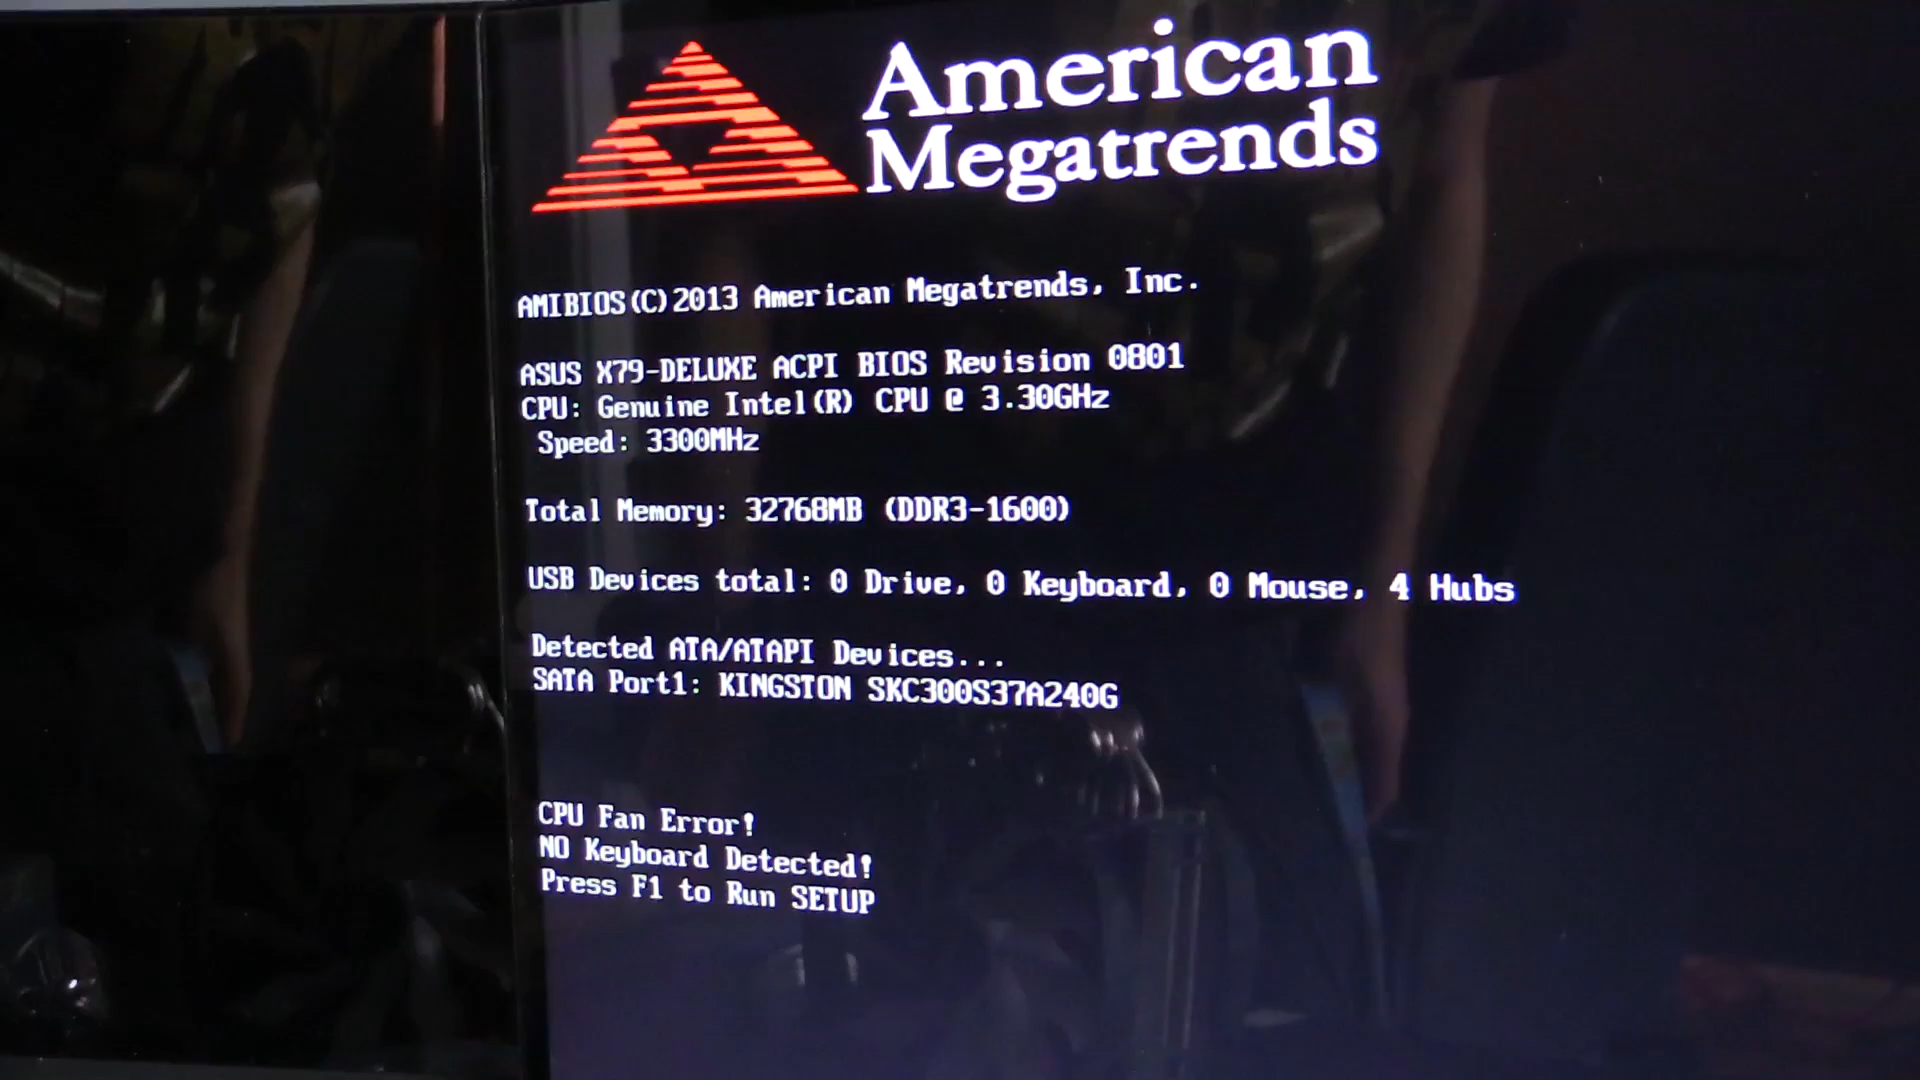 American
Megatrends
AMIBIOS(C)2013 American Megatrends, Inc.
ASUS X79-DELUXE ACPI BIOS Revision 0801
CPU: Genuine Intel(R) CPU @ 3.30GHz
Speed: 3300MHz
Total Memory: 32768MB (DDR3-1600)
USB Devices total: 0 Drive, 0 Keyboard, 0 Mouse, 4 Hubs
Detected ATA/ATAPI Devices...
SATA Port1: KINGSTON SKC300S37A240G
CPU Fan Error!
NO Keyboard Detected!
Press F1 to Run SETUP